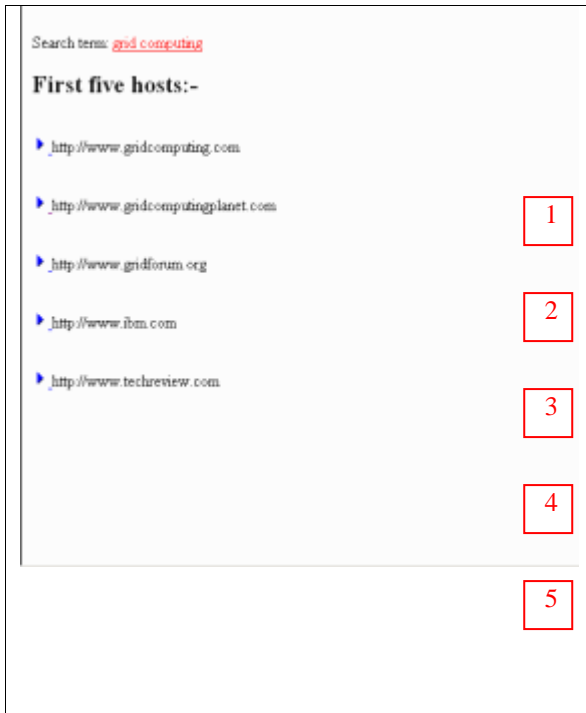 Search term: grid computing
First five hosts:-
http://www.gridcomputing.com
http://www.gridcomputingplanet.com
1
http://www.gridforum.org
2
http://www.ibm.com
http://www.techreview.com
3
4
5